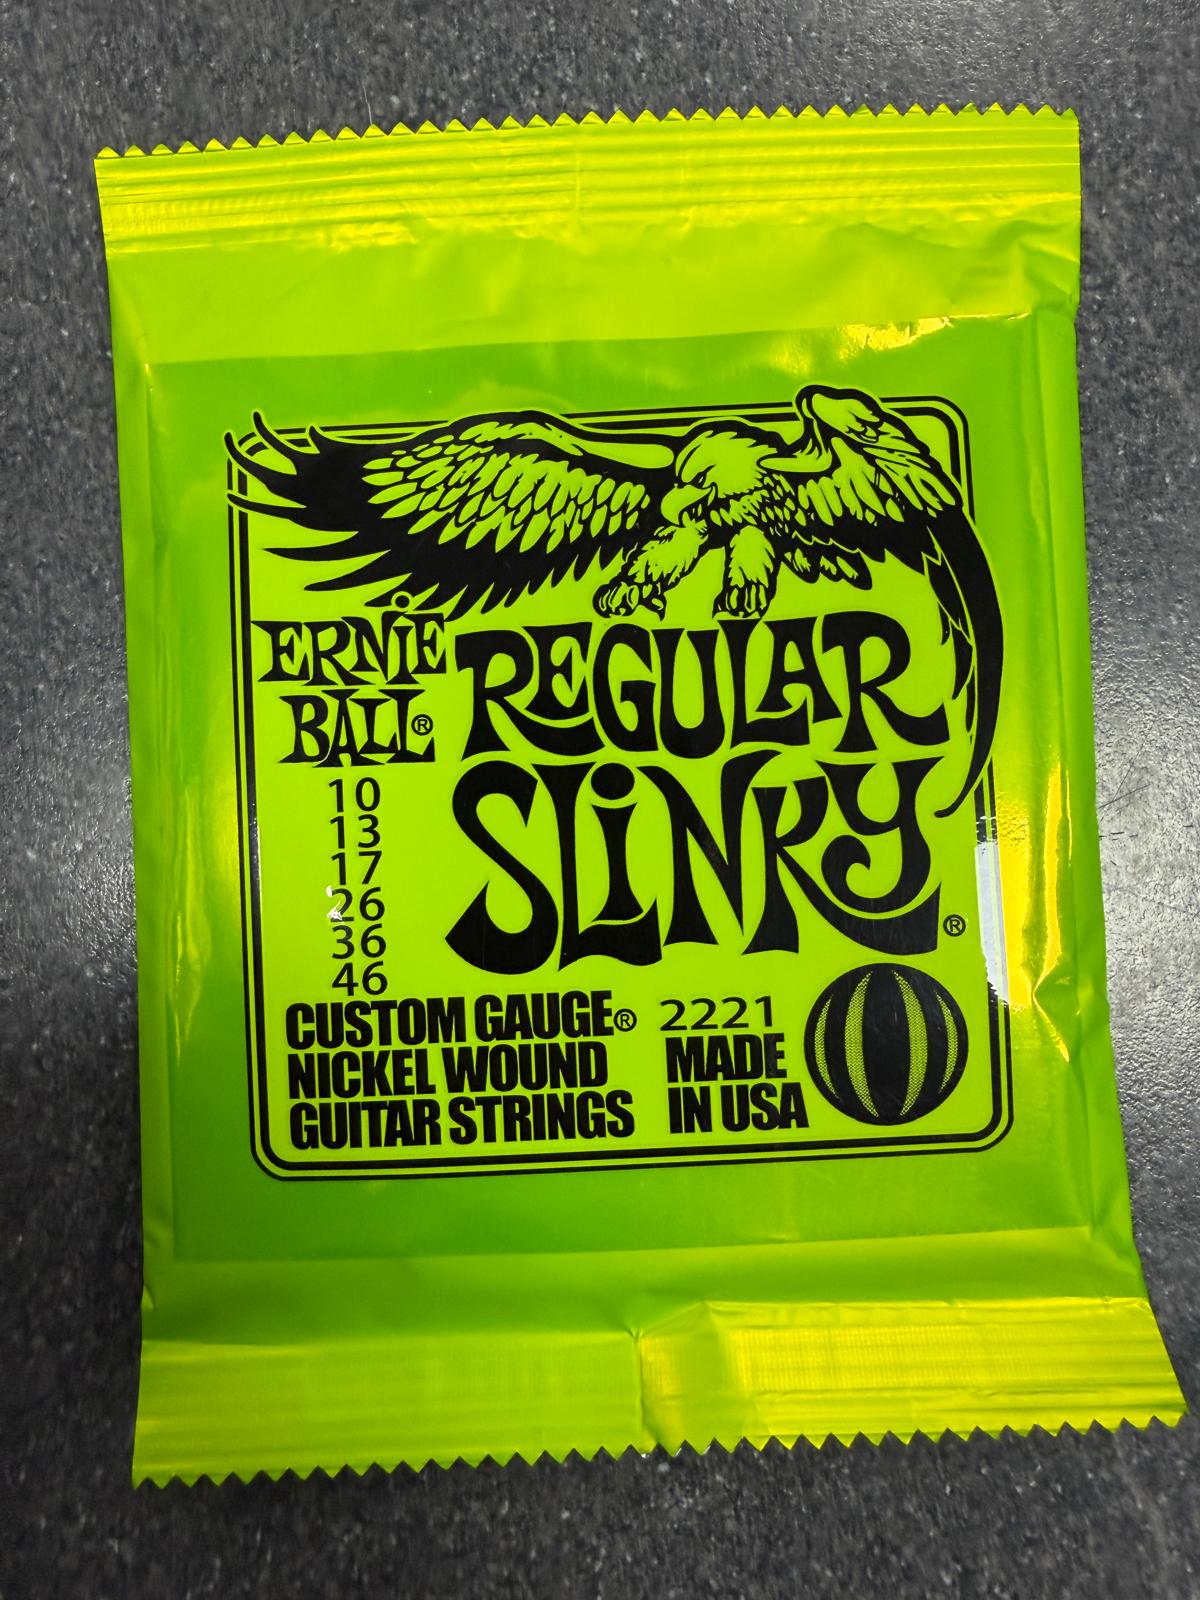 ERNiE
BALL®
REGULAR
SLiNKY®
10
13
17
26
36
46
CUSTOM GAUGE®
NICKEL WOUND
GUITAR STRINGS
2221
MADE
IN USA